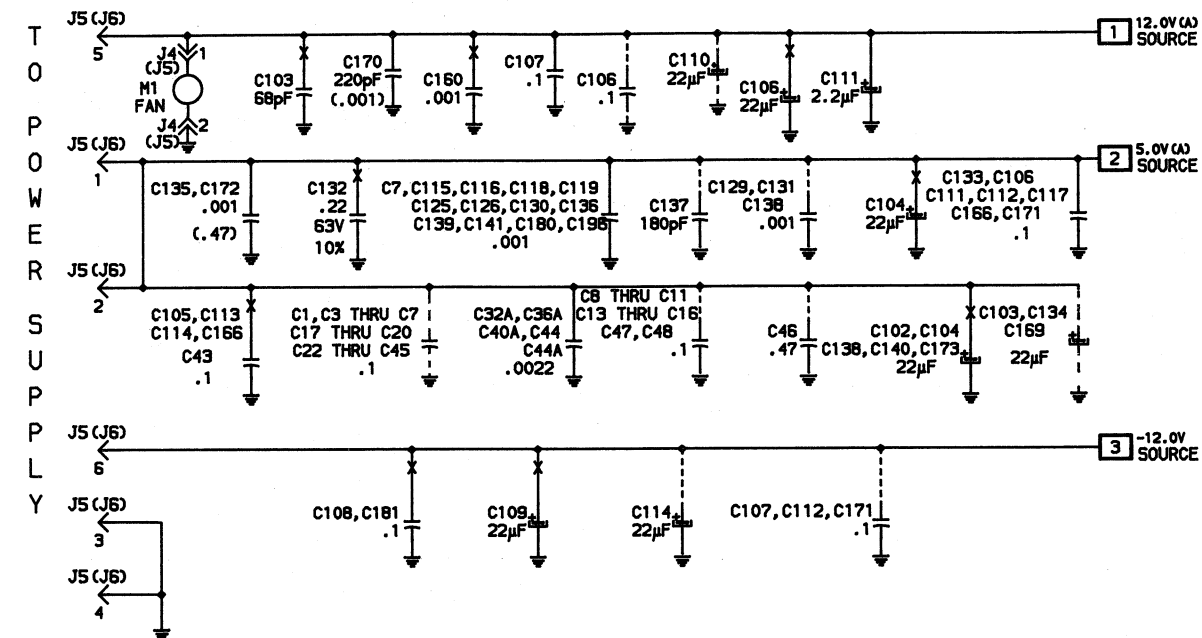 TO POWER SUPPLY
J5(J6)
5
J4 1
(J5)
M1
FAN
J4 2
(J5)
C103
68pF
C170
220pF
(.001)
C160
.001
C107
.1
C106
.1
C110
+
22µF
C106
+
22µF
C111
+
2.2µF
1
12.0V(A)
SOURCE
J5(J6)
1
C135,C172
.001
(.47)
C132
.22
63V
10%
C7,C115,C116,C118,C119
C125,C126,C130,C136
C139,C141,C180,C196
.001
C137
180pF
C129,C131
C138
.001
C104
+
22µF
C133,C106
C111,C112,C117
C166,C171
.1
2
5.0V(A)
SOURCE
J5(J6)
2
C105,C113
C114,C166
C43
.1
C1,C3 THRU C7
C17 THRU C20
C22 THRU C45
.1
C32A,C36A
C40A,C44
C44A
.0022
C8 THRU C11
C13 THRU C16
C47,C48
.1
C46
.47
C102,C104
C138,C140,C173
+
22µF
C103,C134
C169
+
22µF
J5(J6)
6
C108,C181
.1
C109
+
22µF
C114
+
22µF
C107,C112,C171
.1
3
-12.0V
SOURCE
J5(J6)
3
J5(J6)
4